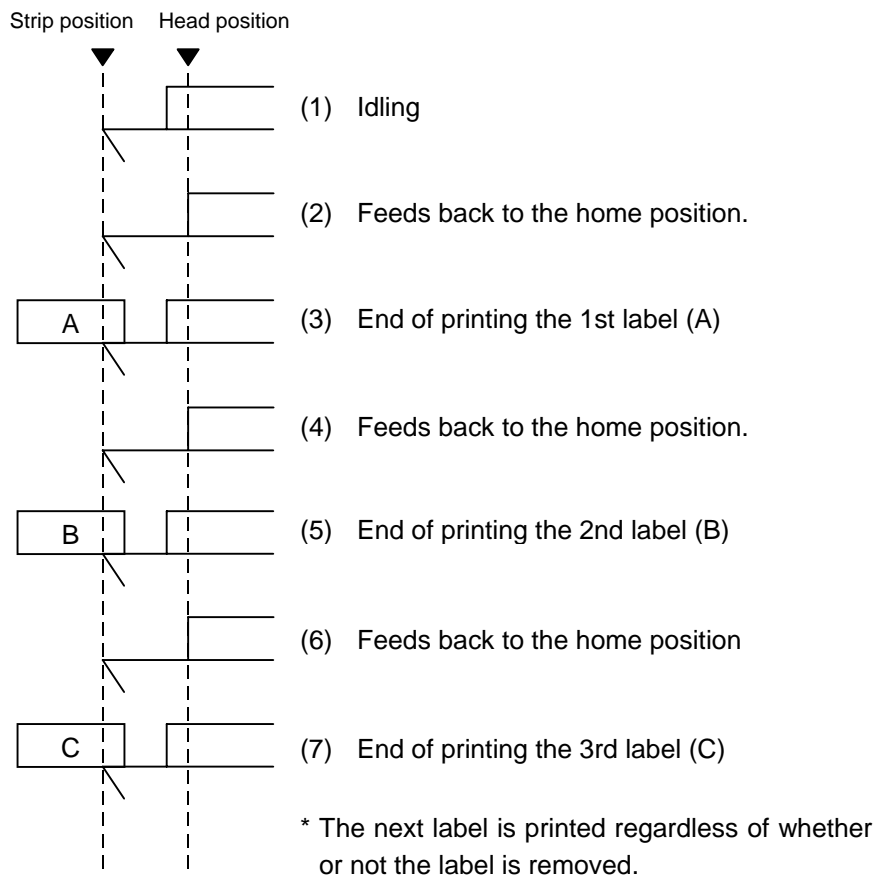 Strip position Head position
(1) Idling
(2) Feeds back to the home position.
A
(3) End of printing the 1st label (A)
(4) Feeds back to the home position.
B
(5) End of printing the 2nd label (B)
(6) Feeds back to the home position
C
(7) End of printing the 3rd label (C)
* The next label is printed regardless of whether
or not the label is removed.